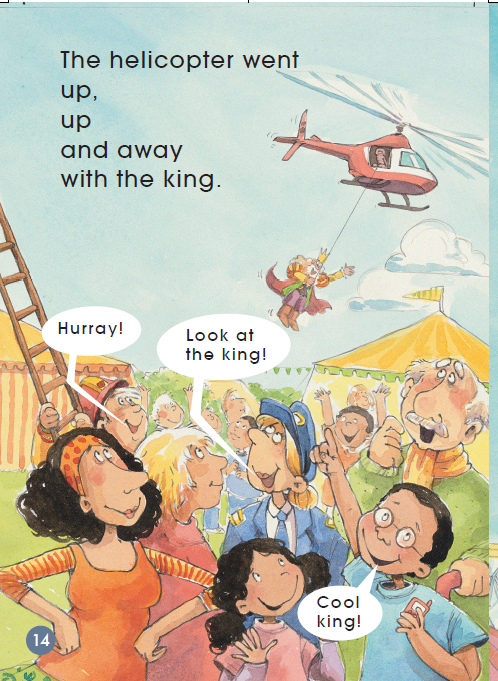 The helicopter went
up,
up
and away
with the king.
Hurray!
Look at
the king!
Cool
king!
14